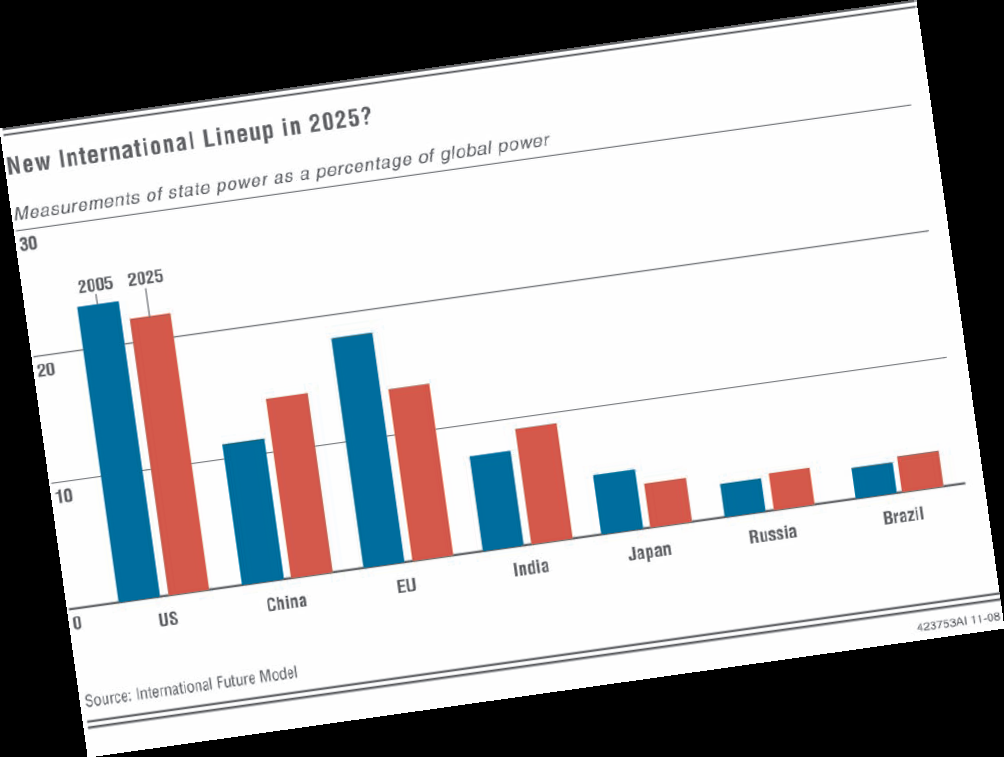 New International Lineup in 2025?
Measurements of state power as a percentage of global power
30
2005 2025
20
10
0
US China EU India Japan Russia Brazil
423753AI 11-08
Source: International Future Model